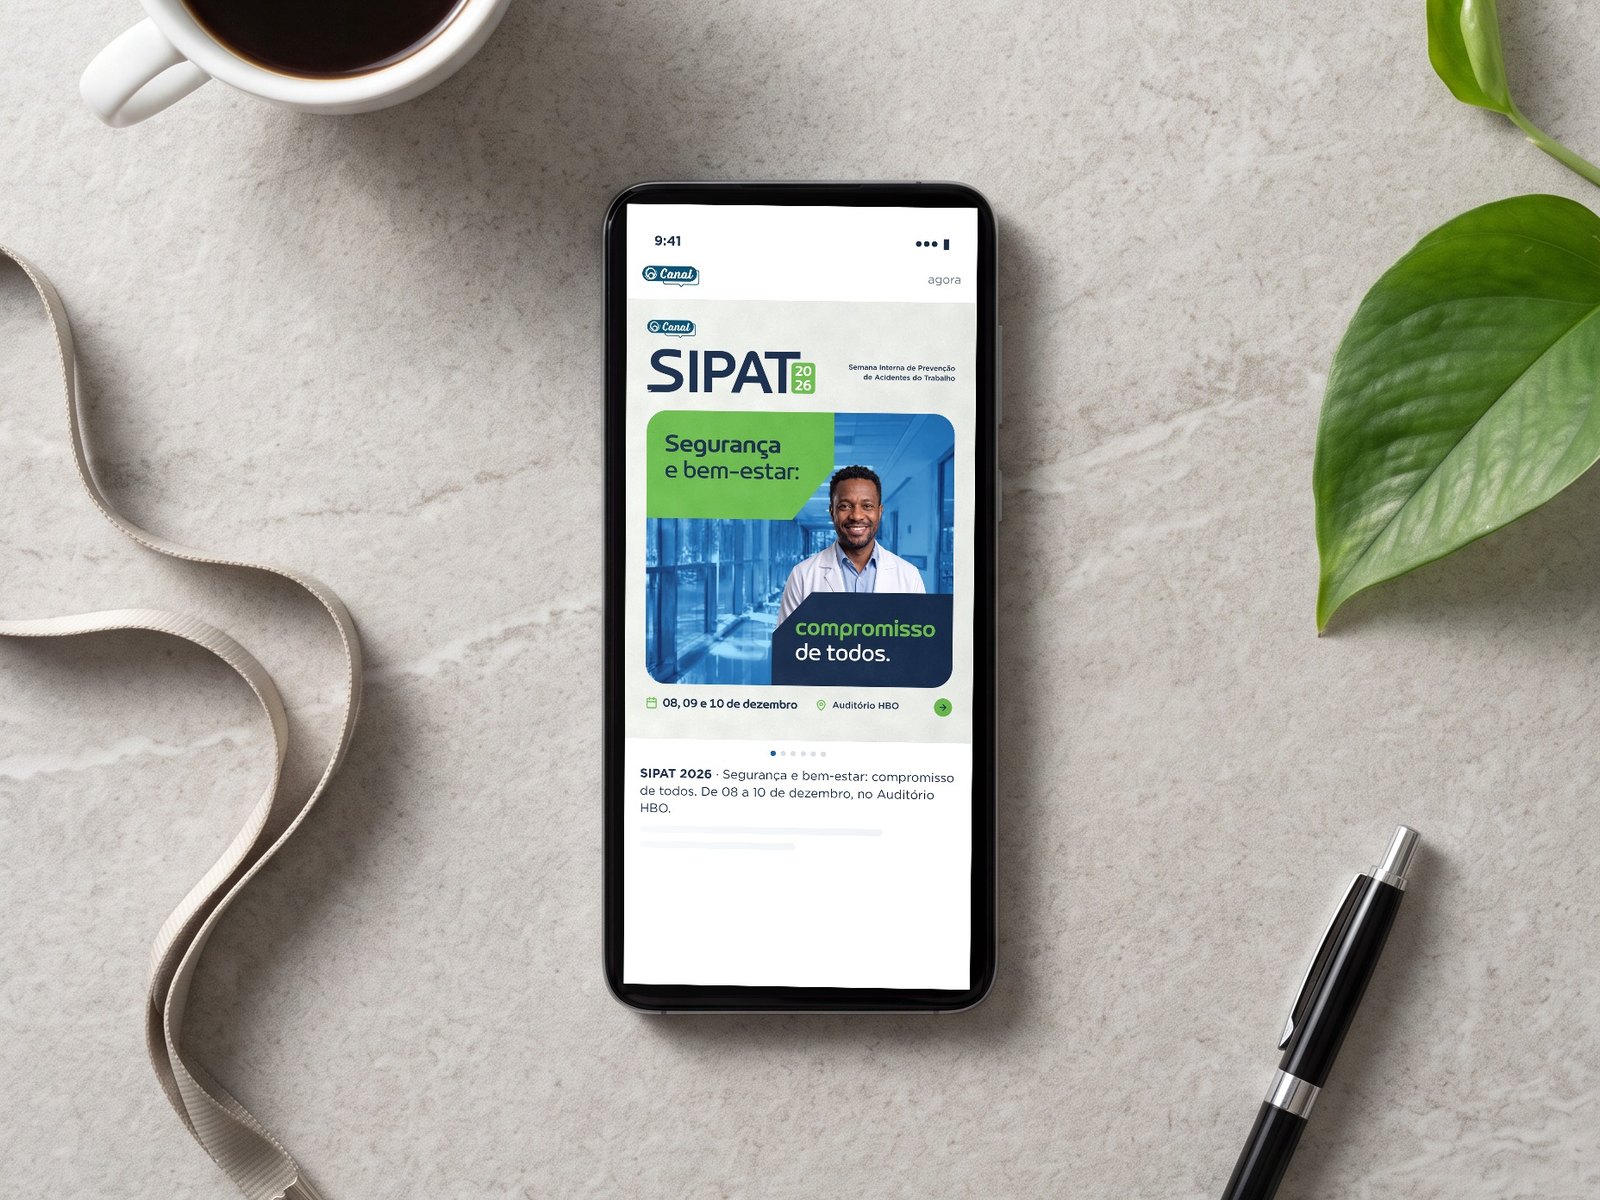 9:41
Canal
agora
Canal
SIPAT
20
26
Semana Interna de Prevenção
de Acidentes do Trabalho
Segurança
e bem-estar:
compromisso
de todos.
08, 09 e 10 de dezembro
Auditório HBO
SIPAT 2026 · Segurança e bem-estar: compromisso
de todos. De 08 a 10 de dezembro, no Auditório
HBO.